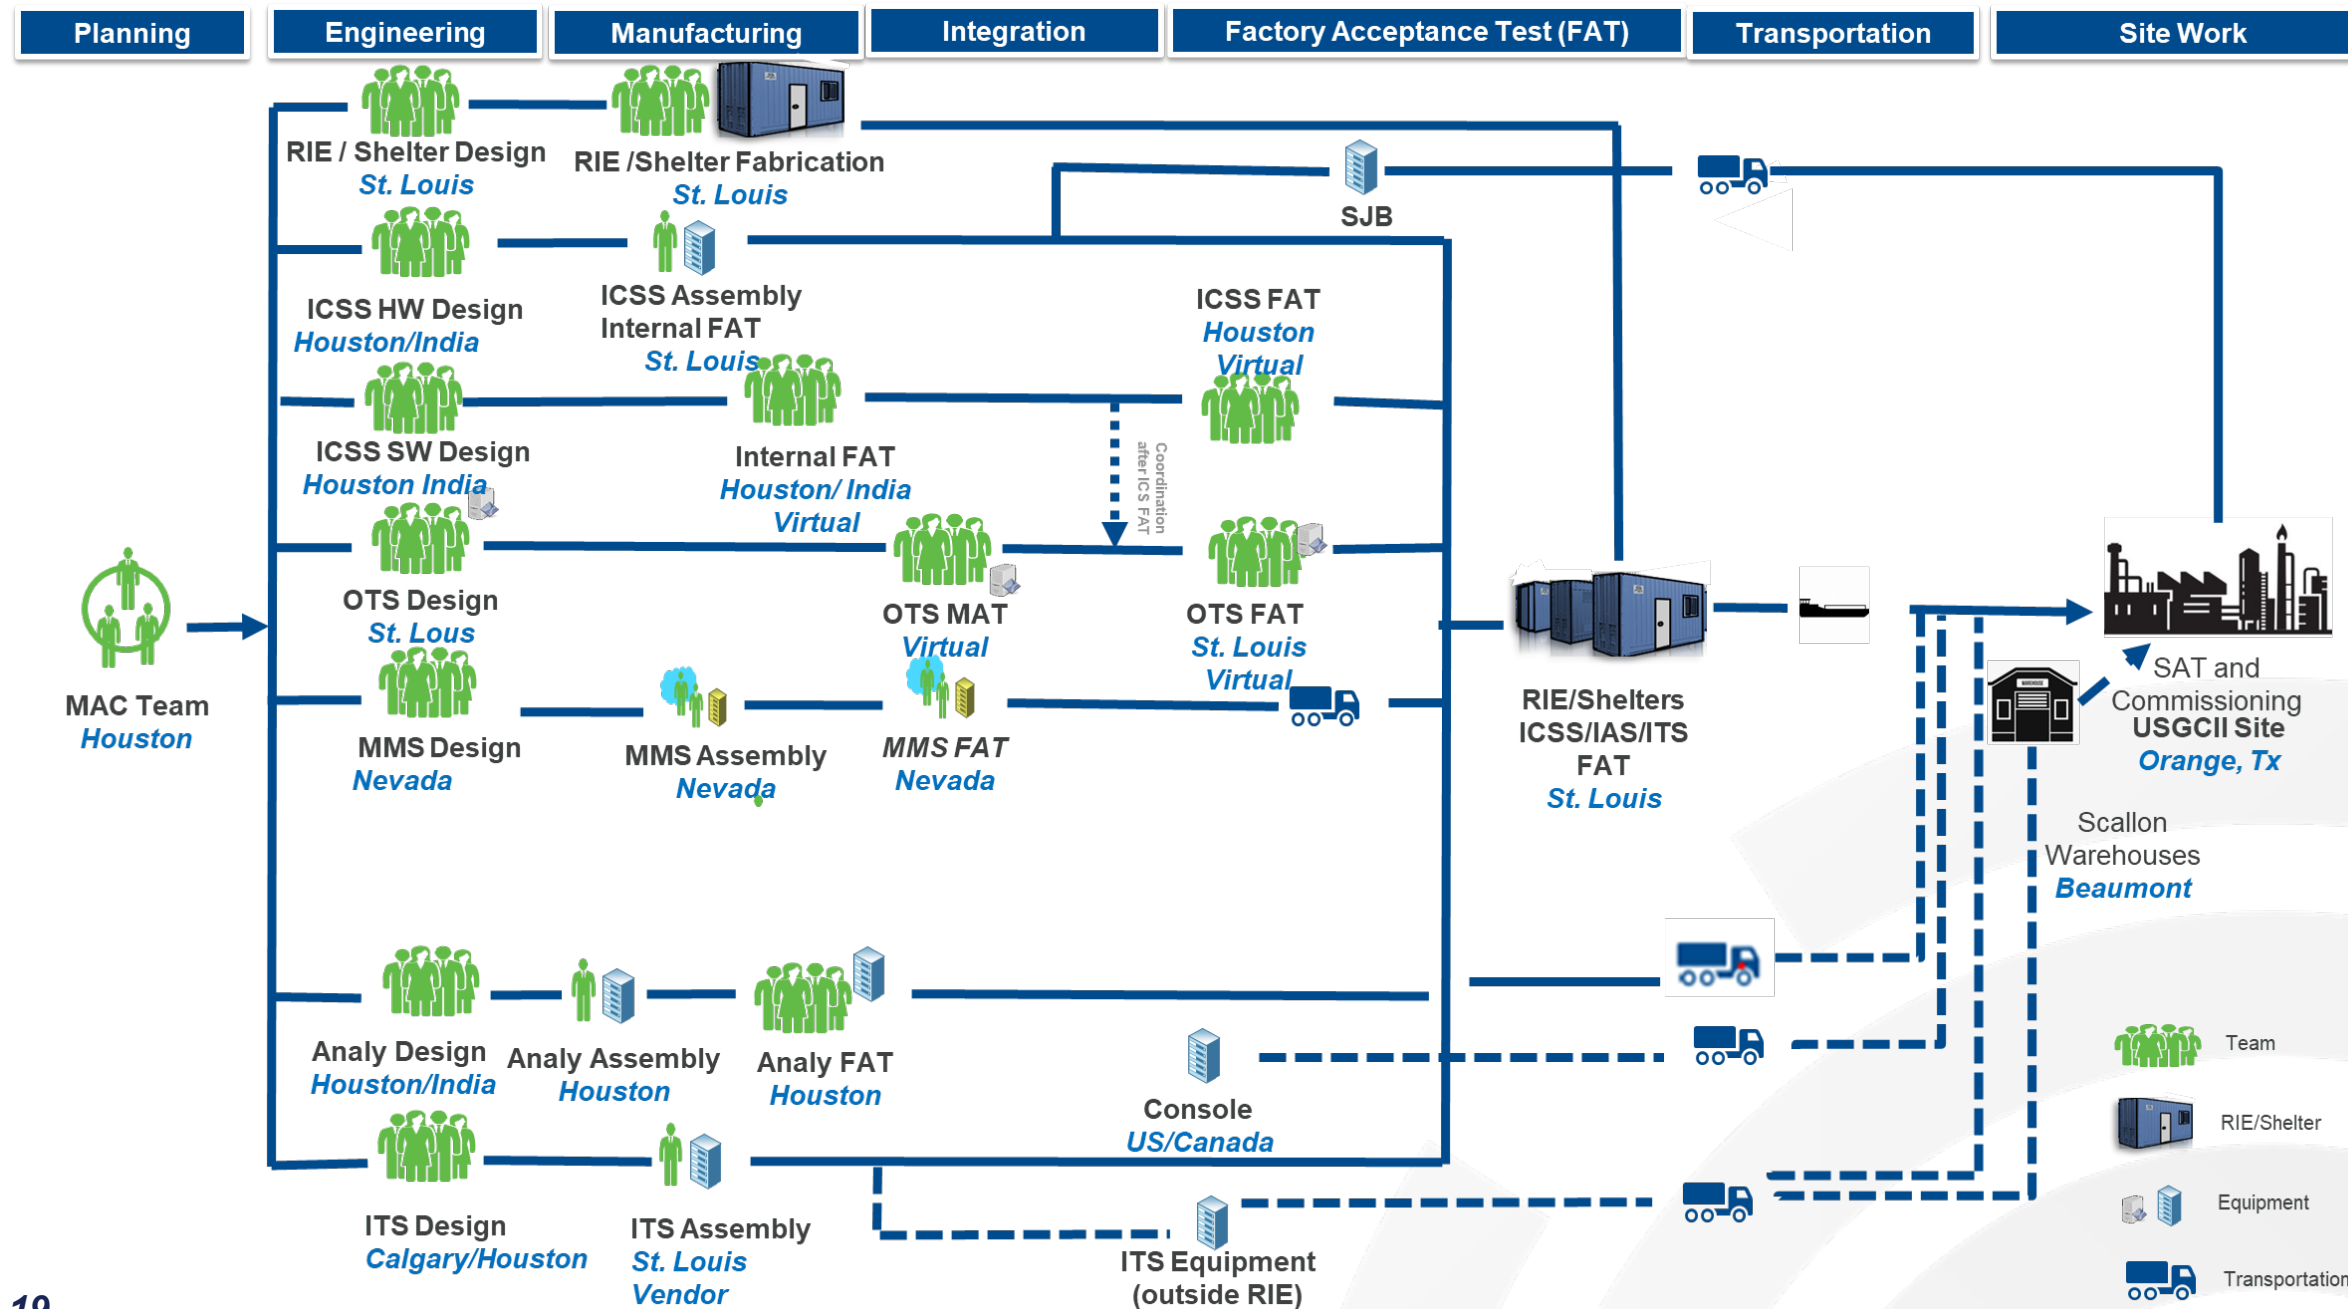 Planning
Engineering
Manufacturing
Integration
Factory Acceptance Test (FAT)
Transportation
Site Work
RIE / Shelter Design
St. Louis
RIE /Shelter Fabrication
St. Louis
SJB
ICSS HW Design
Houston/India
ICSS Assembly
Internal FAT
St. Louis
ICSS FAT
Houston
Virtual
ICSS SW Design
Houston India
Internal FAT
Houston/ India
Virtual
Coordination
after ICS FAT
OTS Design
St. Lous
OTS MAT
Virtual
OTS FAT
St. Louis
Virtual
MAC Team
Houston
MMS Design
Nevada
MMS Assembly
Nevada
MMS FAT
Nevada
RIE/Shelters
ICSS/IAS/ITS
FAT
St. Louis
WAREHOUSE
SAT and
Commissioning
USGCII Site
Orange, Tx
Scallon
Warehouses
Beaumont
Analy Design
Houston/India
Analy Assembly
Houston
Analy FAT
Houston
Console
US/Canada
ITS Design
Calgary/Houston
ITS Assembly
St. Louis
Vendor
ITS Equipment
(outside RIE)
Team
RIE/Shelter
Equipment
Transportation
19